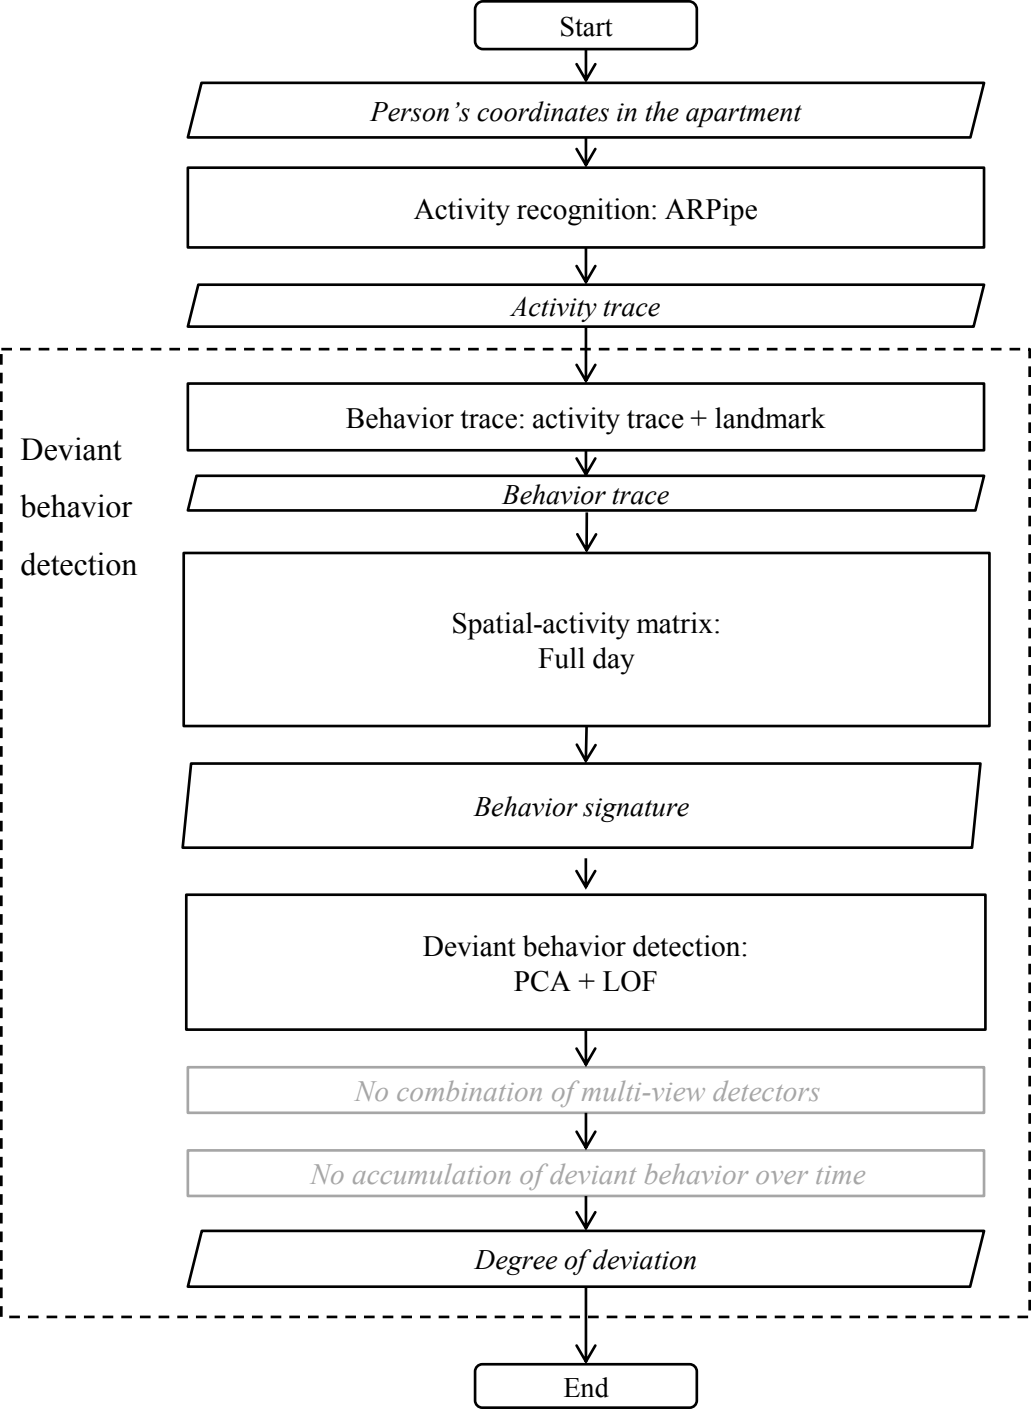 Start
Person’s coordinates in the apartment
Activity recognition: ARPipe
Activity trace
Behavior trace: activity trace + landmark
Deviant
behavior
detection
Behavior trace
Spatial-activity matrix:
Full day
Behavior signature
Deviant behavior detection:
PCA + LOF
No combination of multi-view detectors
No accumulation of deviant behavior over time
Degree of deviation
End